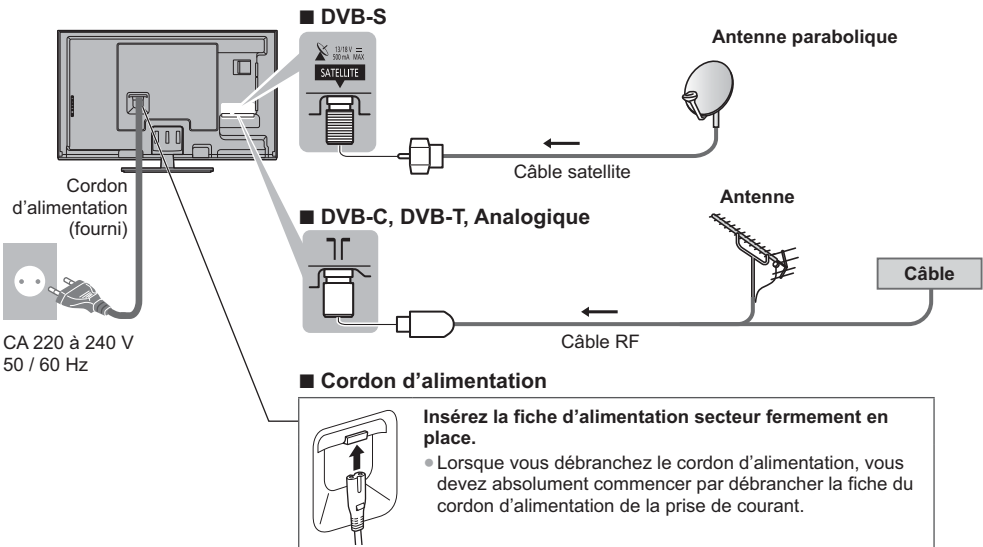 ■ DVB-S
Antenne parabolique
13/18 V
500 mA MAX
SATELLITE
Câble satellite
Cordon
d'alimentation
(fourni)
■ DVB-C, DVB-T, Analogique
Antenne
Câble
Câble RF
CA 220 à 240 V
50 / 60 Hz
■ Cordon d'alimentation
Insérez la fiche d'alimentation secteur fermement en
place.
● Lorsque vous débranchez le cordon d'alimentation, vous
devez absolument commencer par débrancher la fiche du
cordon d'alimentation de la prise de courant.